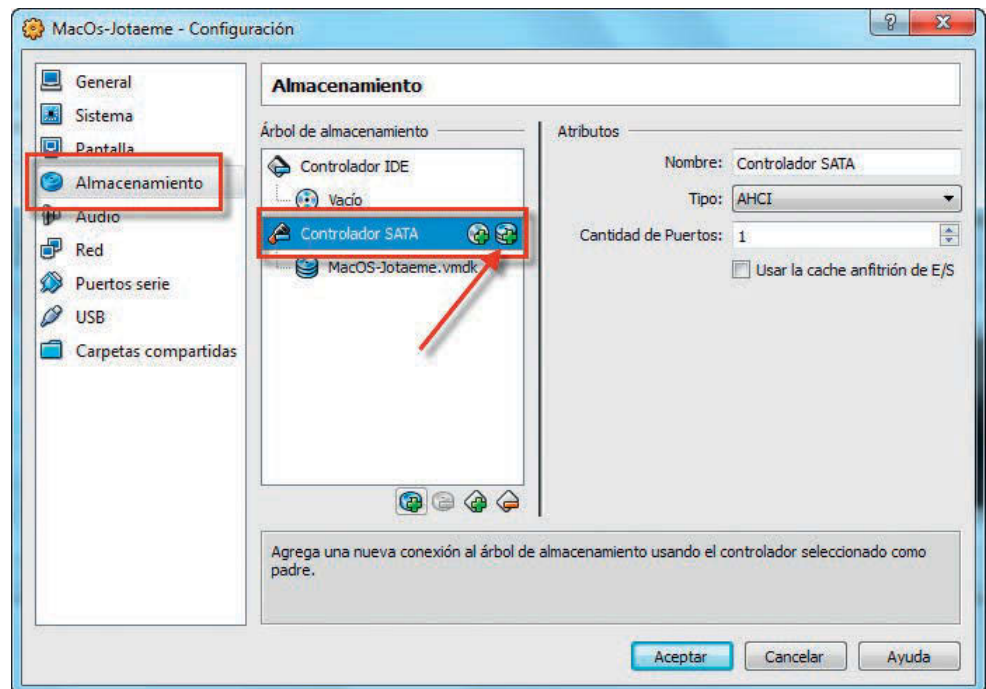 MacOs-Jotaeme - Configuración
General
Sistema
Pantalla
Almacenamiento
Audio
Red
Puertos serie
USB
Carpetas compartidas
Almacenamiento
Árbol de almacenamiento
Controlador IDE
Vacío
Controlador SATA
MacOS-Jotaeme.vmdk
Atributos
Nombre: Controlador SATA
Tipo: AHCI
Cantidad de Puertos: 1
Usar la cache anfitrión de E/S
Agrega una nueva conexión al árbol de almacenamiento usando el controlador seleccionado como
padre.
Aceptar Cancelar Ayuda